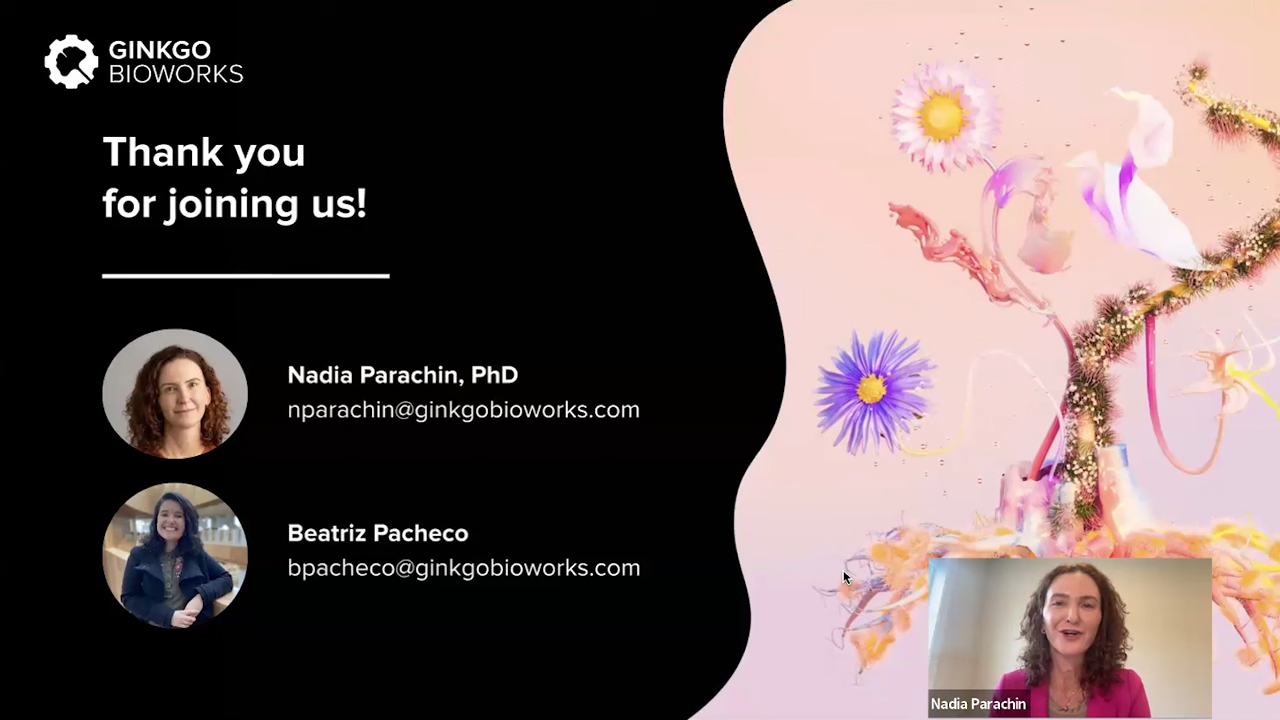 GINKGO
BIOWORKS
Thank you
for joining us!
Nadia Parachin, PhD
nparachin@ginkgobioworks.com
Beatriz Pacheco
bpacheco@ginkgobioworks.com
Nadia Parachin